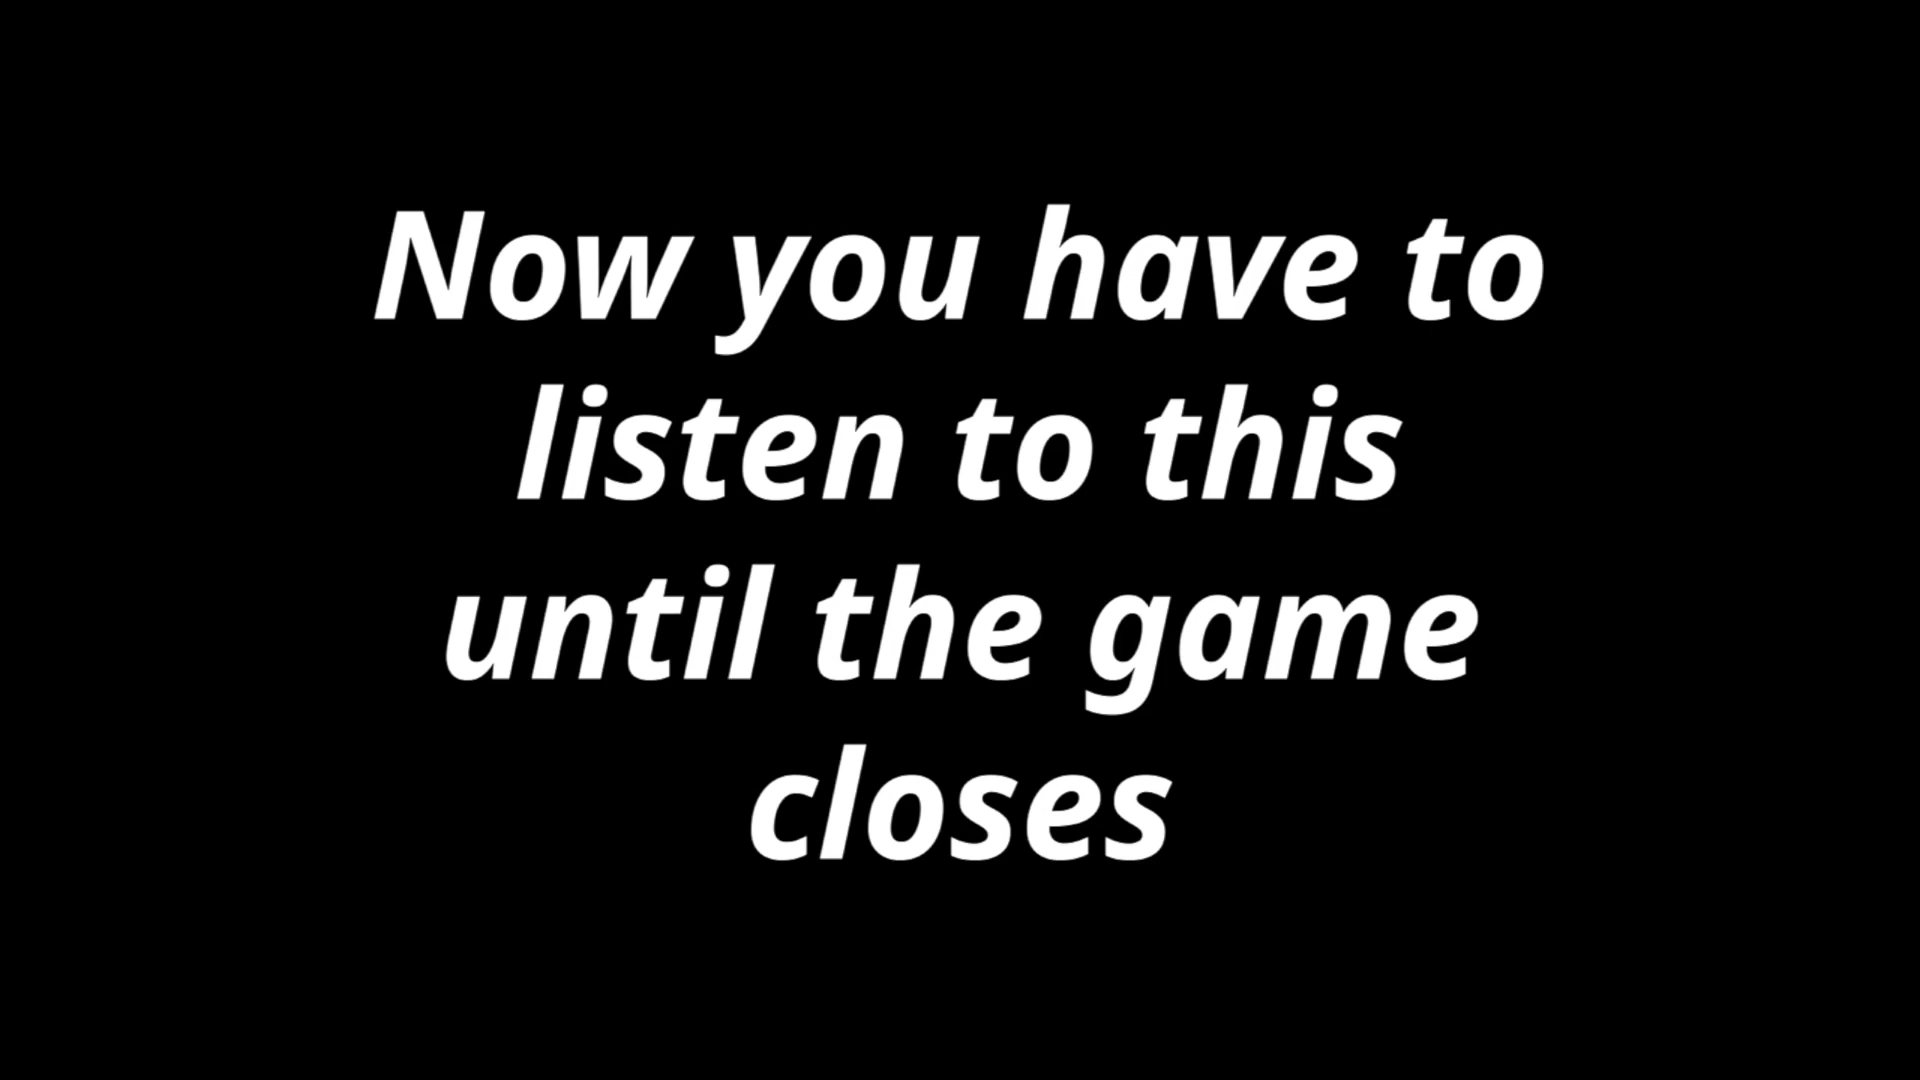 Now you have to
listen to this
until the game
closes